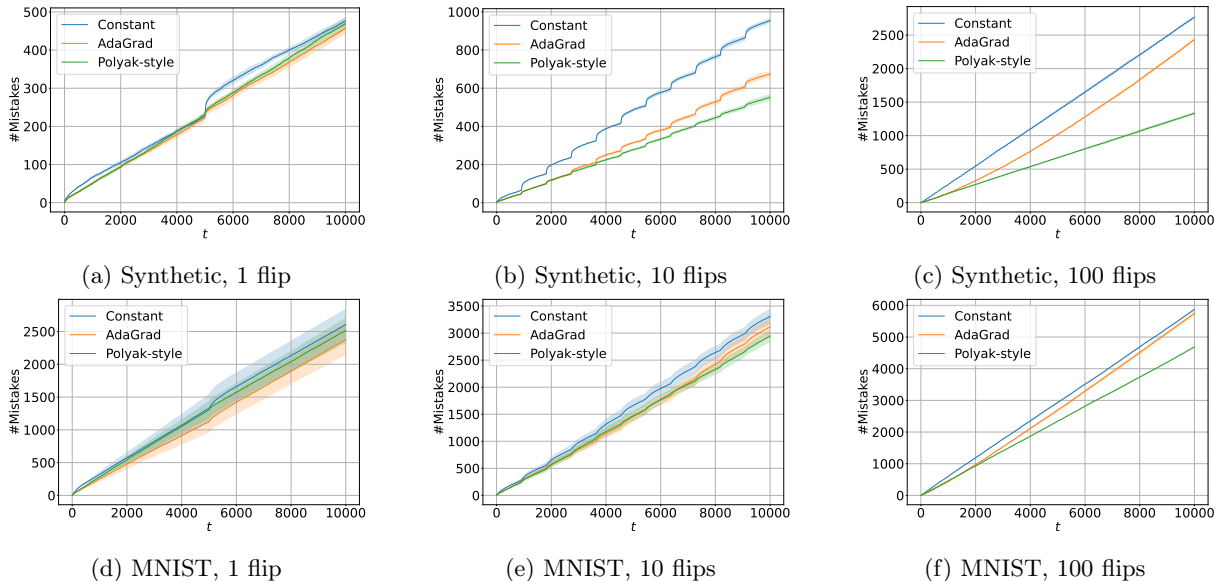 500
400
300
200
100
0
#Mistakes
Constant
AdaGrad
Polyak-style
0 2000 4000 6000 8000 10000
t
(a) Synthetic, 1 flip
1000
800
600
400
200
0
#Mistakes
Constant
AdaGrad
Polyak-style
0 2000 4000 6000 8000 10000
t
(b) Synthetic, 10 flips
2500
2000
1500
1000
500
0
#Mistakes
Constant
AdaGrad
Polyak-style
0 2000 4000 6000 8000 10000
t
(c) Synthetic, 100 flips
2500
2000
1500
1000
500
0
#Mistakes
Constant
AdaGrad
Polyak-style
0 2000 4000 6000 8000 10000
t
(d) MNIST, 1 flip
3500
3000
2500
2000
1500
1000
500
0
#Mistakes
Constant
AdaGrad
Polyak-style
0 2000 4000 6000 8000 10000
t
(e) MNIST, 10 flips
6000
5000
4000
3000
2000
1000
0
#Mistakes
Constant
AdaGrad
Polyak-style
0 2000 4000 6000 8000 10000
t
(f) MNIST, 100 flips